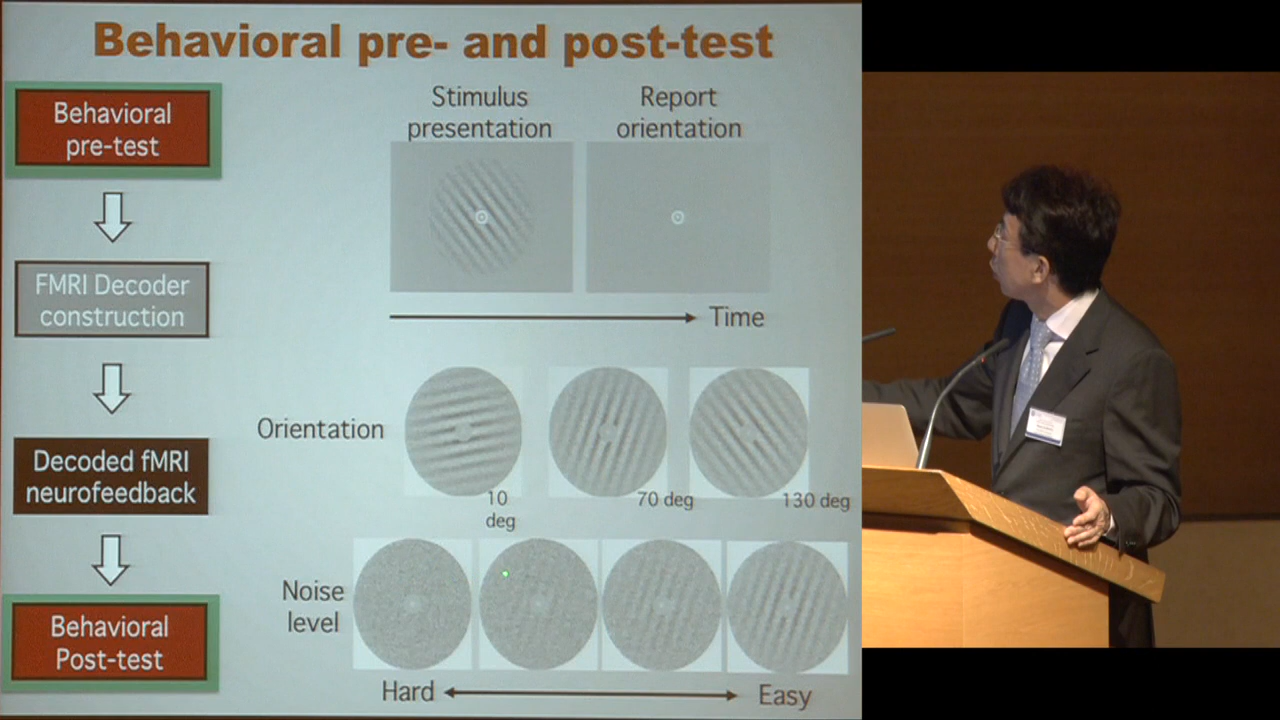 Behavioral pre- and post-test
Behavioral
pre-test
FMRI Decoder
construction
Decoded fMRI
neurofeedback
Behavioral
Post-test
Stimulus
presentation
Report
orientation
Time
Orientation
10
deg
70 deg
130 deg
Noise
level
Hard
Easy